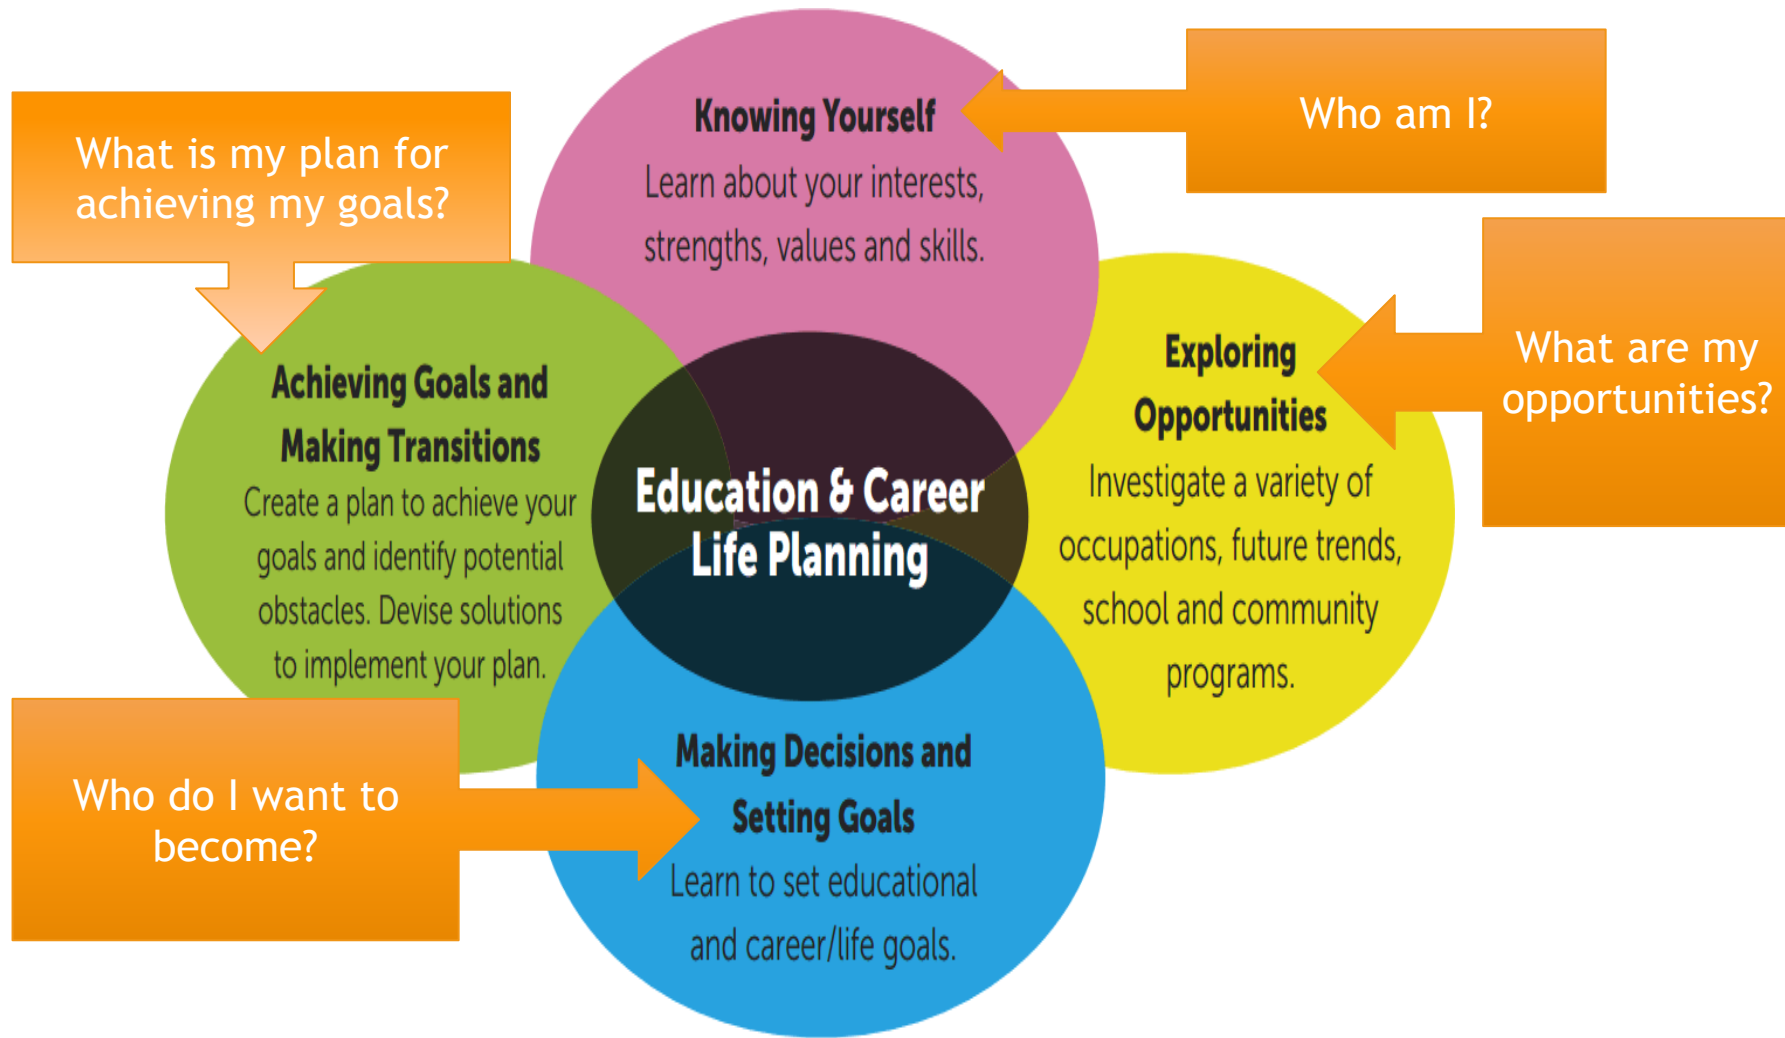 Knowing Yourself
Learn about your interests,
strengths, values and skills.
Who am I?
What is my plan for
achieving my goals?
Exploring
Opportunities
Investigate a variety of
occupations, future trends,
school and community
programs.
What are my
opportunities?
Achieving Goals and
Making Transitions
Create a plan to achieve your
goals and identify potential
obstacles. Devise solutions
to implement your plan.
Education & Career
Life Planning
Making Decisions and
Setting Goals
Learn to set educational
and career/life goals.
Who do I want to
become?